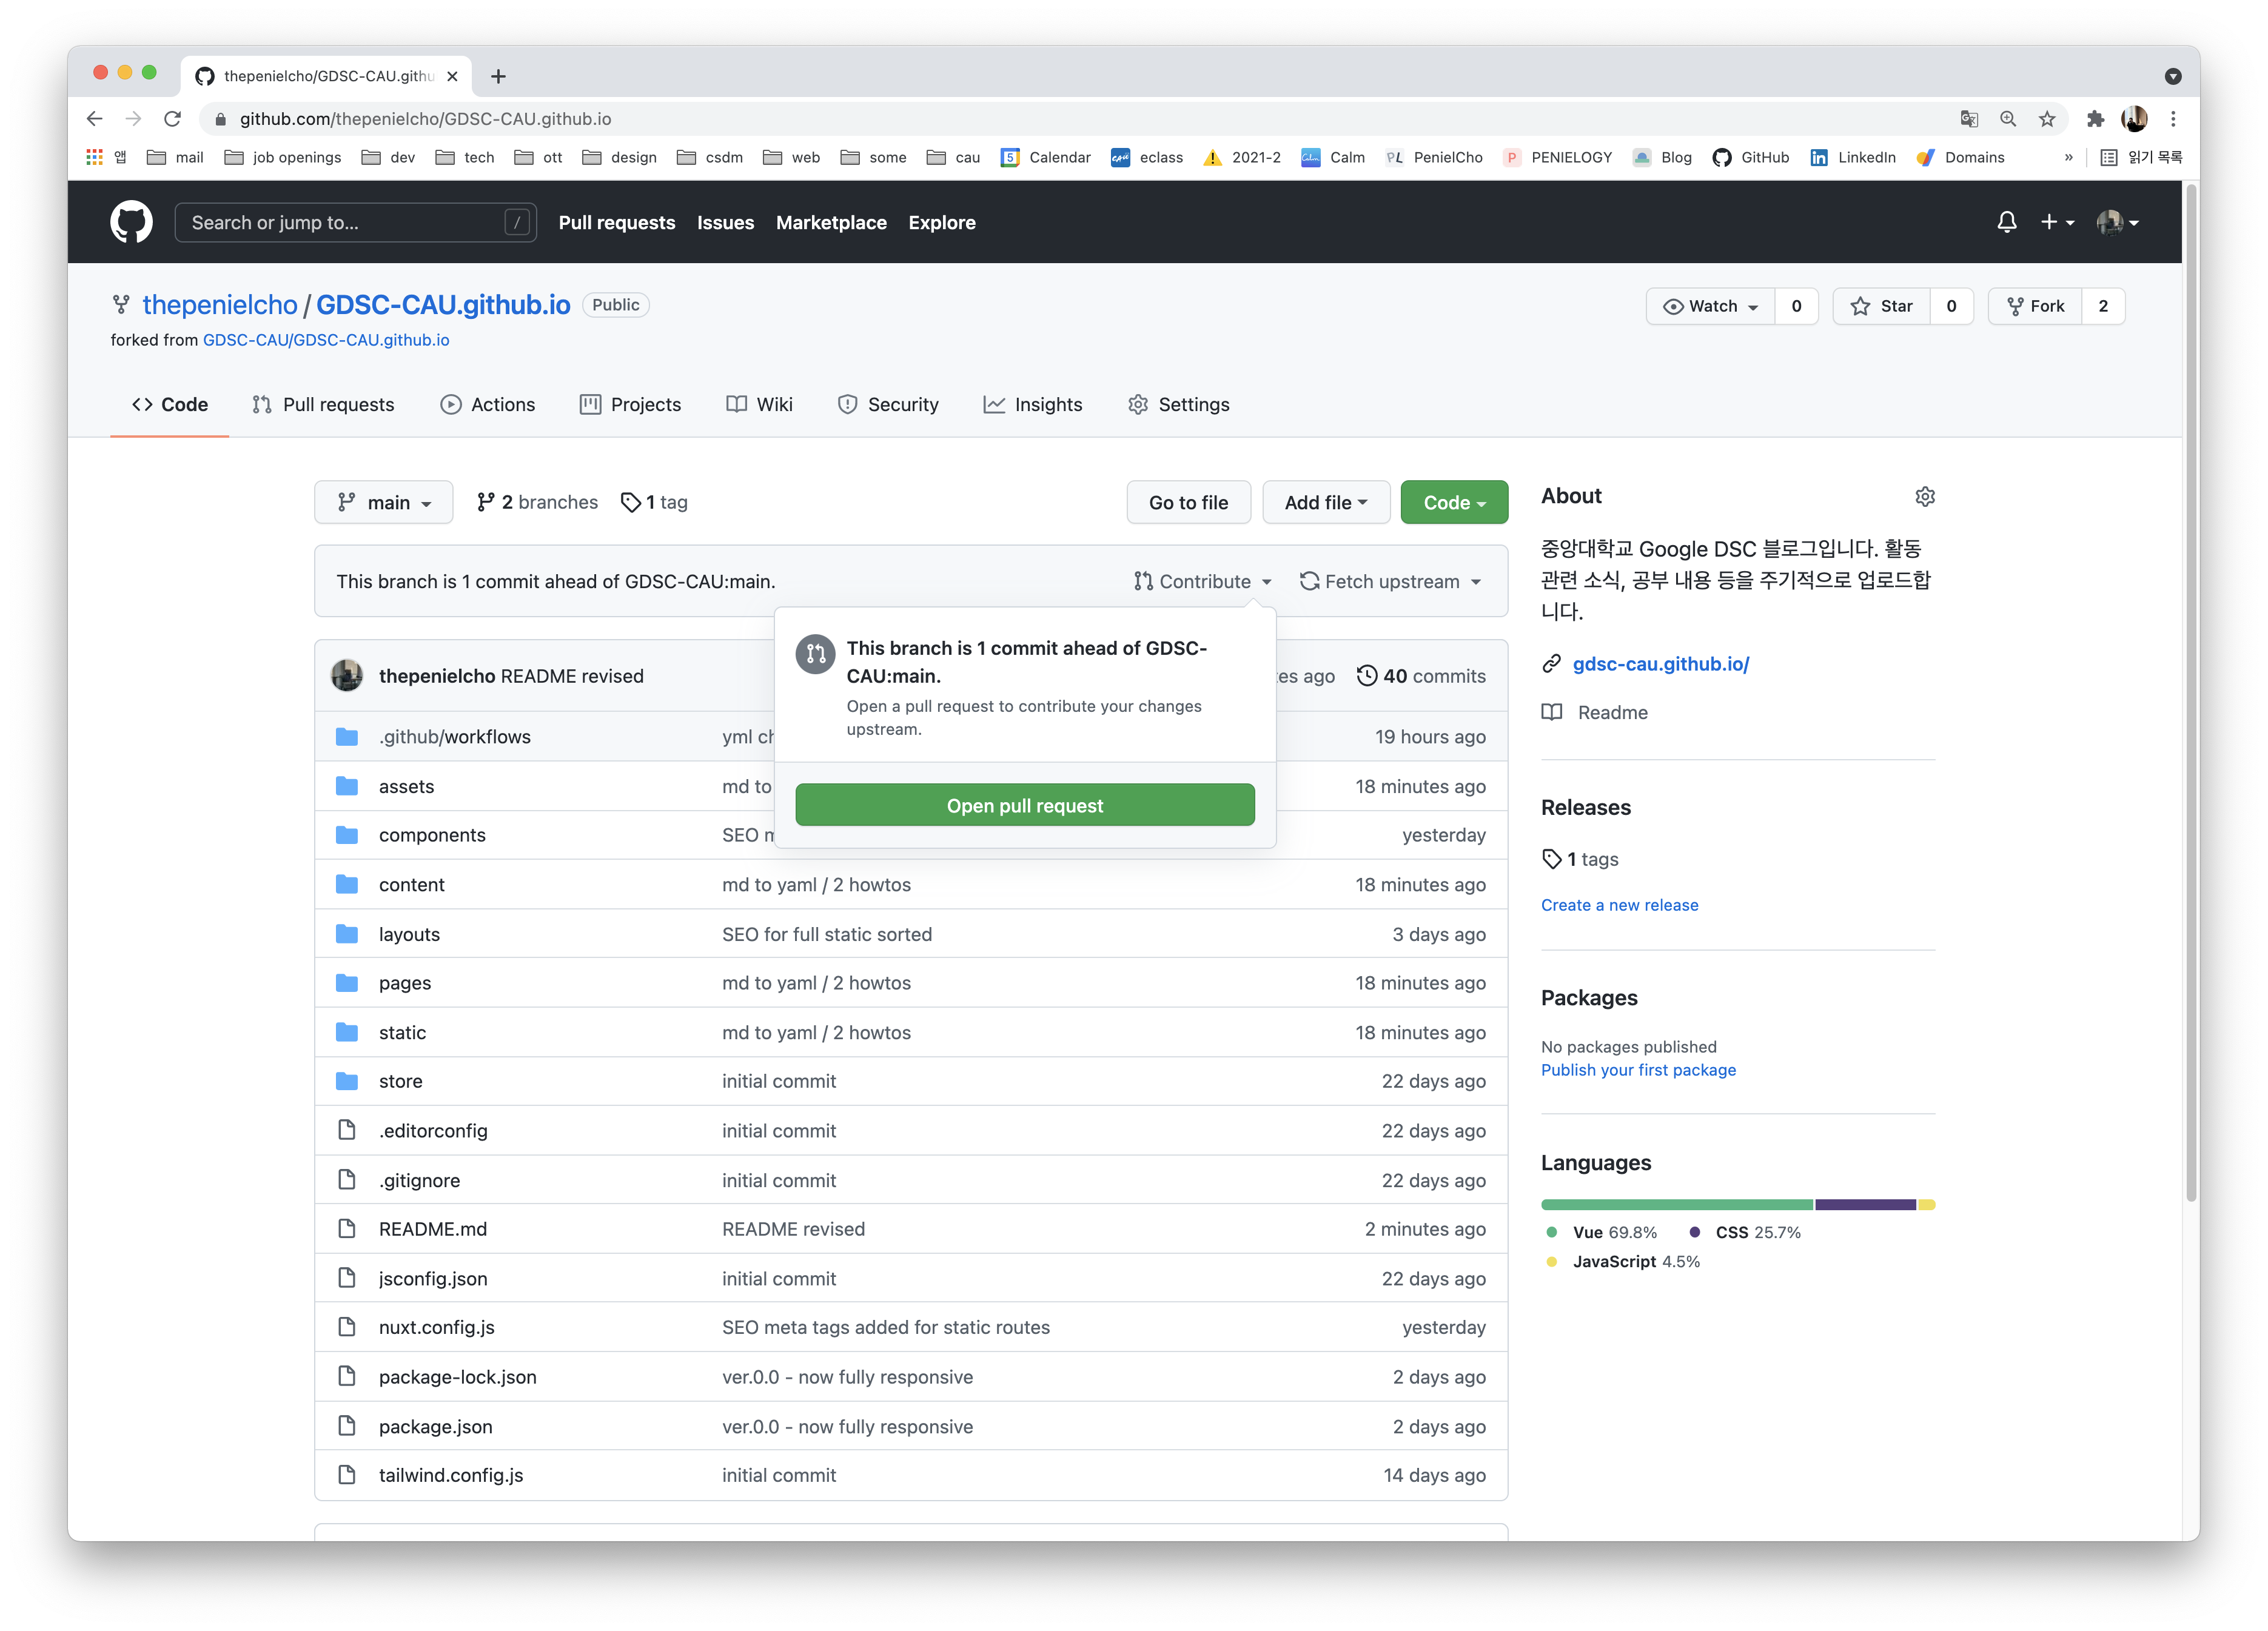 thepenielcho/GDSC-CAU.githu
github.com/thepenielcho/GDSC-CAU.github.io
앱 mail job openings dev tech ott design csdm web some cau Calendar eclass 2021-2 Calm PL PenielCho P PENIELOGY Blog GitHub LinkedIn Domains » 읽기 목록
Search or jump to... / Pull requests Issues Marketplace Explore
thepenielcho / GDSC-CAU.github.io Public Watch 0 Star 0 Fork 2
forked from GDSC-CAU/GDSC-CAU.github.io
Code Pull requests Actions Projects Wiki Security Insights Settings
main 2 branches 1 tag Go to file Add file Code
This branch is 1 commit ahead of GDSC-CAU:main. Contribute Fetch upstream
This branch is 1 commit ahead of GDSC-
CAU:main.
Open a pull request to contribute your changes
upstream.
Open pull request
thepenielcho README revised es ago 40 commits
.github/workflows yml ch 19 hours ago
assets md to 18 minutes ago
components SEO m yesterday
content md to yaml / 2 howtos 18 minutes ago
layouts SEO for full static sorted 3 days ago
pages md to yaml / 2 howtos 18 minutes ago
static md to yaml / 2 howtos 18 minutes ago
store initial commit 22 days ago
.editorconfig initial commit 22 days ago
.gitignore initial commit 22 days ago
README.md README revised 2 minutes ago
jsconfig.json initial commit 22 days ago
nuxt.config.js SEO meta tags added for static routes yesterday
package-lock.json ver.0.0 - now fully responsive 2 days ago
package.json ver.0.0 - now fully responsive 2 days ago
tailwind.config.js initial commit 14 days ago
About
중앙대학교 Google DSC 블로그입니다. 활동
관련 소식, 공부 내용 등을 주기적으로 업로드합
니다.
gdsc-cau.github.io/
Readme
Releases
1 tags
Create a new release
Packages
No packages published
Publish your first package
Languages
Vue 69.8% CSS 25.7%
JavaScript 4.5%